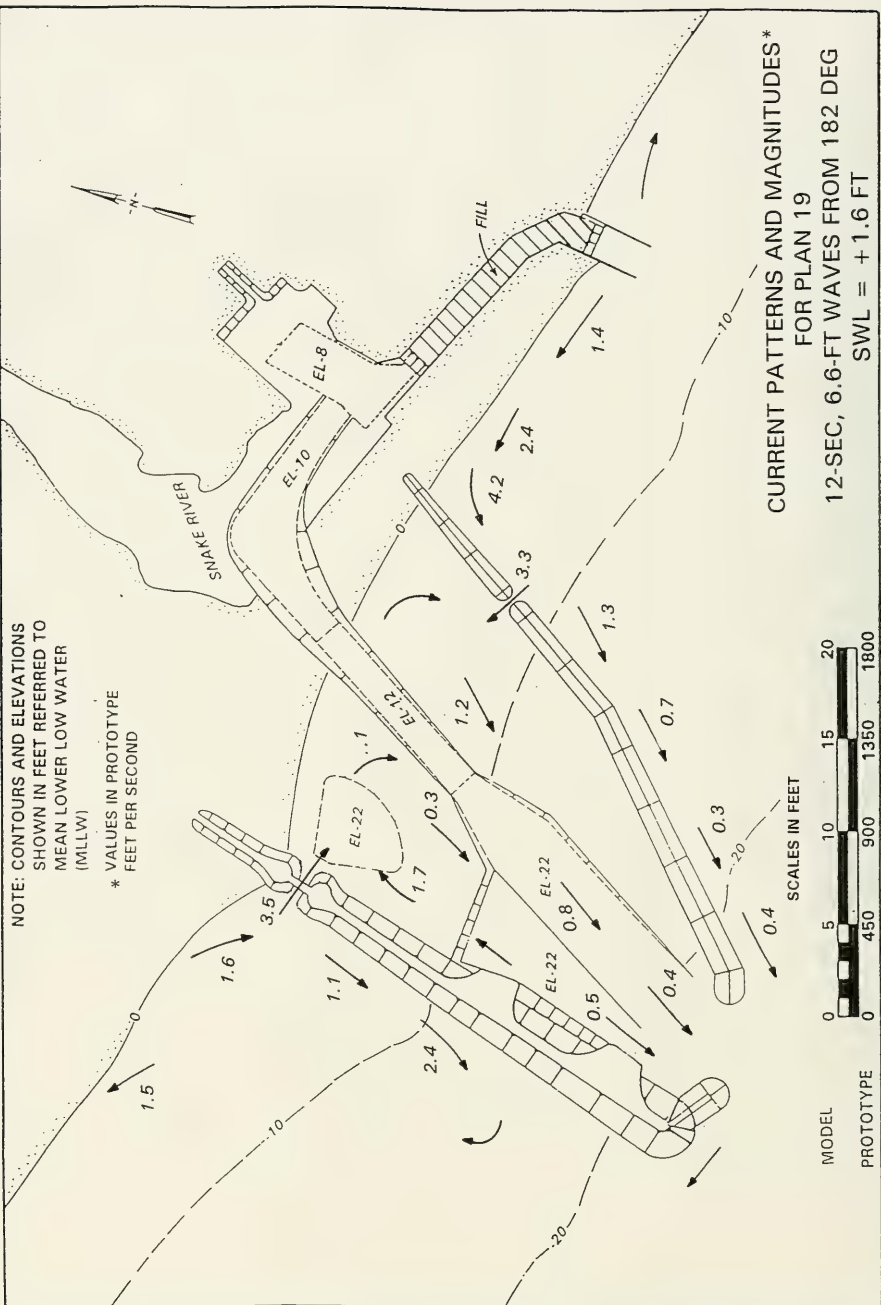 NOTE: CONTOURS AND ELEVATIONS
SHOWN IN FEET REFERRED TO
MEAN LOWER LOW WATER
(MLLW)
* VALUES IN PROTOTYPE
FEET PER SECOND
-N-
SNAKE RIVER
EL-8
EL-10
EL-12
FILL
0
0
1.5
1.6
3.5
1.1
2.4
EL-22
.1
1.7
0.3
1.2
EL-22
0.8
EL-22
0.5
0.4
4.2
2.4
1.4
3.3
1.3
0.7
0.3
0.4
-10
-10
-20
-20
CURRENT PATTERNS AND MAGNITUDES*
FOR PLAN 19
12-SEC, 6.6-FT WAVES FROM 182 DEG
SWL = +1.6 FT
SCALES IN FEET
MODEL 0 5 10 15 20
PROTOTYPE 0 450 900 1350 1800